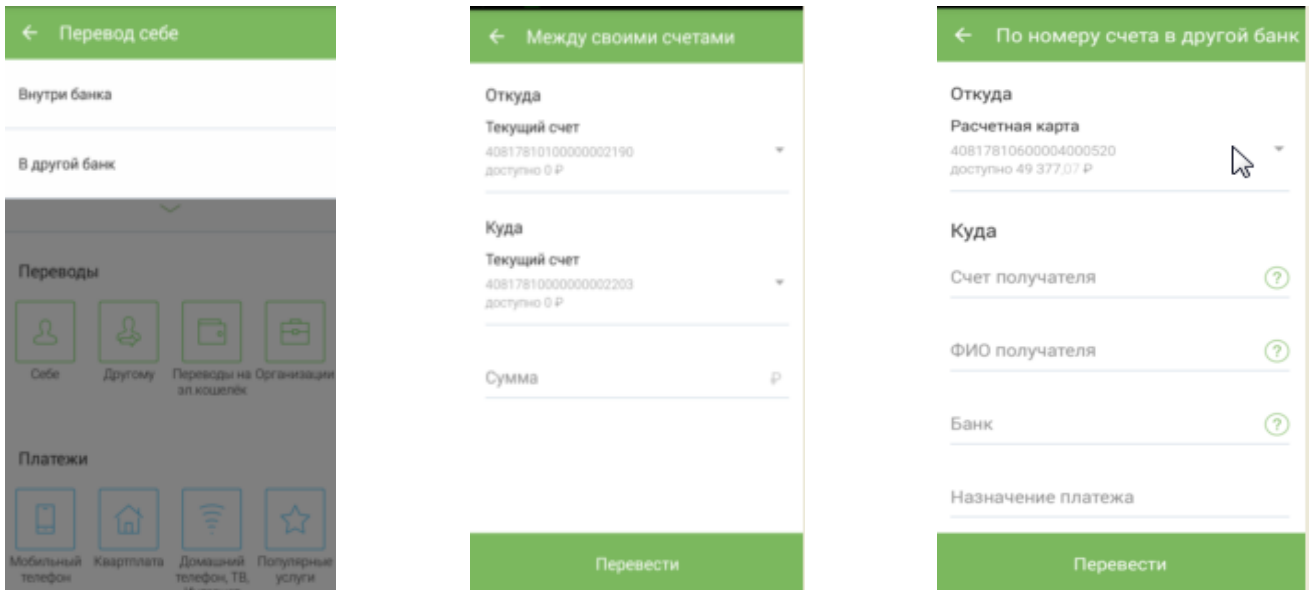 Перевод себе
Внутри банка
В другой банк
Переводы
Себе
Другому
Переводы на
эл.кошелёк
Организации
Платежи
Мобильный
телефон
Квартплата
Домашний
телефон, ТВ,
Популярные
услуги
Между своими счетами
Откуда
Текущий счет
40817810100000002190
доступно 0 ₽
Куда
Текущий счет
40817810000000002203
доступно 0 ₽
Сумма
₽
Перевести
По номеру счета в другой банк
Откуда
Расчетная карта
40817810600004000520
доступно 49 377,07 ₽
Куда
Счет получателя
?
ФИО получателя
?
Банк
?
Назначение платежа
Перевести